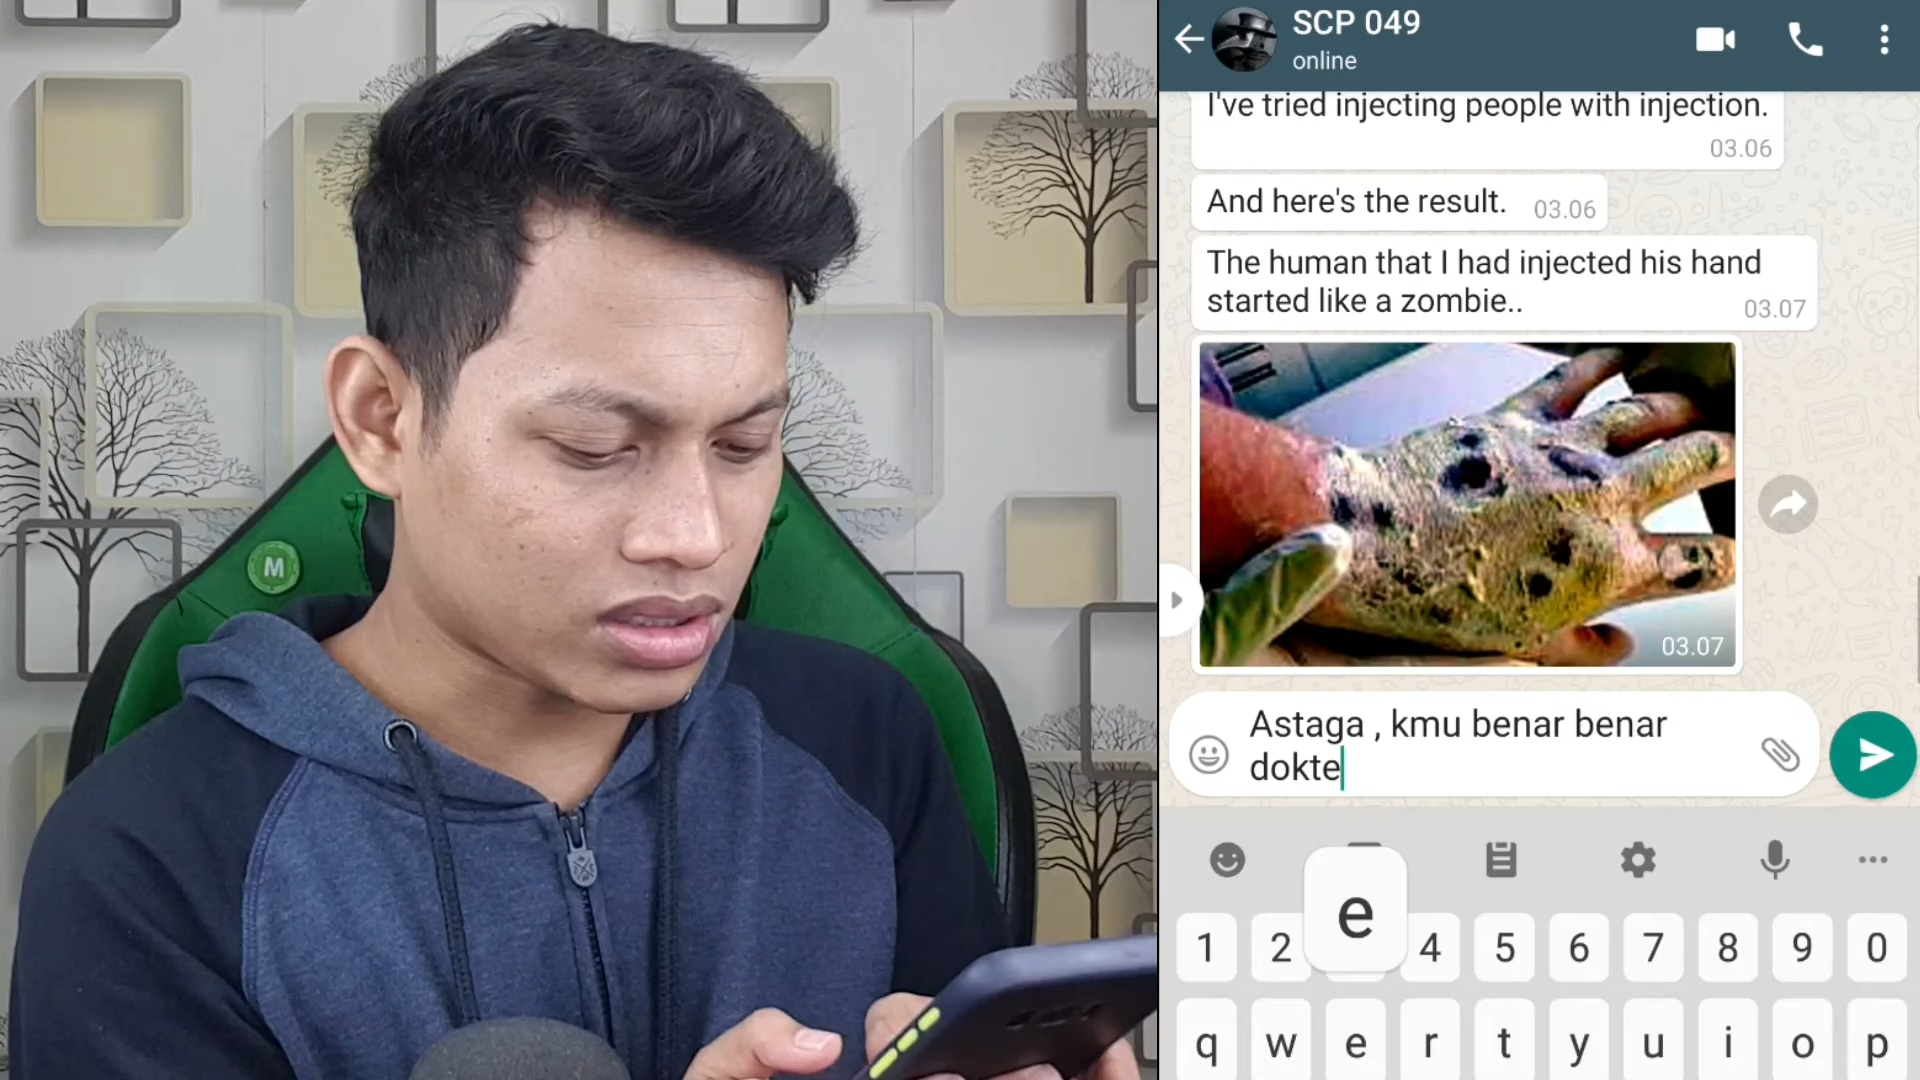 SCP 049
online
I've tried injecting people with injection.
03.06
And here's the result. 03.06
The human that I had injected his hand
started like a zombie.. 03.07
03.07
Astaga , kmu benar benar
dokte
M
e
1 2 4 5 6 7 8 9 0
q w e r t y u i o p